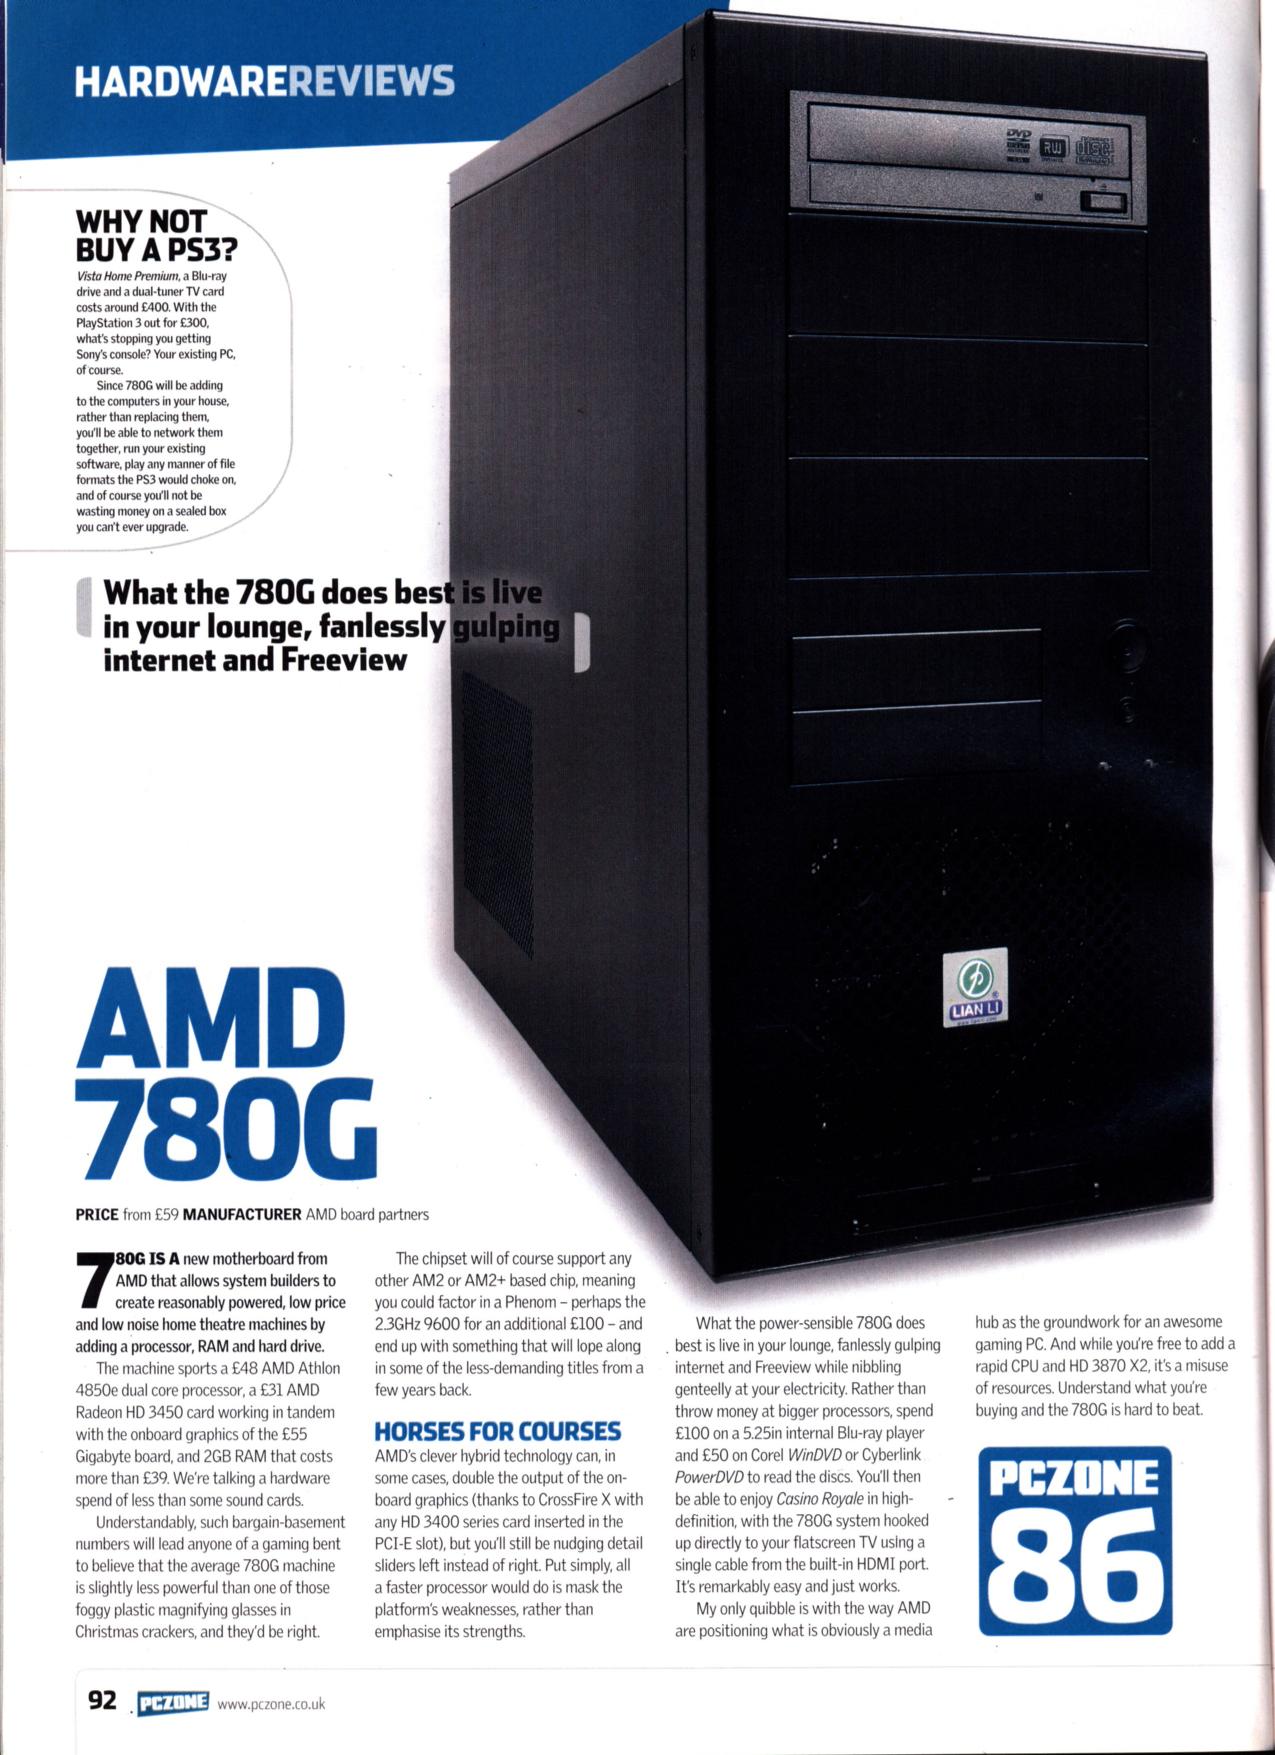 HARDWAREREVIEWS
WHY NOT
BUY A PS3?
Vista Home Premium, a Blu-ray
drive and a dual-tuner TV card
costs around £400. With the
PlayStation 3 out for £300,
what's stopping you getting
Sony's console? Your existing PC,
of course.
Since 780G will be adding
to the computers in your house,
rather than replacing them,
you'll be able to network them
together, run your existing
software, play any manner of file
formats the PS3 would choke on,
and of course you'll not be
wasting money on a sealed box
you can't ever upgrade.
What the 780G does best is live
in your lounge, fanlessly gulping
internet and Freeview
DVD
RW
disc
LIAN LI
AMD
780G
PRICE from £59 MANUFACTURER AMD board partners
780G IS A new motherboard from
AMD that allows system builders to
create reasonably powered, low price
and low noise home theatre machines by
adding a processor, RAM and hard drive.
The machine sports a £48 AMD Athlon
4850e dual core processor, a £31 AMD
Radeon HD 3450 card working in tandem
with the onboard graphics of the £55
Gigabyte board, and 2GB RAM that costs
more than £39. We're talking a hardware
spend of less than some sound cards.
Understandably, such bargain-basement
numbers will lead anyone of a gaming bent
to believe that the average 780G machine
is slightly less powerful than one of those
foggy plastic magnifying glasses in
Christmas crackers, and they'd be right.
The chipset will of course support any
other AM2 or AM2+ based chip, meaning
you could factor in a Phenom – perhaps the
2.3GHz 9600 for an additional £100 – and
end up with something that will lope along
in some of the less-demanding titles from a
few years back.
HORSES FOR COURSES
AMD's clever hybrid technology can, in
some cases, double the output of the on-
board graphics (thanks to CrossFire X with
any HD 3400 series card inserted in the
PCI-E slot), but you'll still be nudging detail
sliders left instead of right. Put simply, all
a faster processor would do is mask the
platform's weaknesses, rather than
emphasise its strengths.
What the power-sensible 780G does
best is live in your lounge, fanlessly gulping
internet and Freeview while nibbling
genteelly at your electricity. Rather than
throw money at bigger processors, spend
£100 on a 5.25in internal Blu-ray player
and £50 on Corel WinDVD or Cyberlink
PowerDVD to read the discs. You'll then
be able to enjoy Casino Royale in high-
definition, with the 780G system hooked
up directly to your flatscreen TV using a
single cable from the built-in HDMI port.
It's remarkably easy and just works.
My only quibble is with the way AMD
are positioning what is obviously a media
hub as the groundwork for an awesome
gaming PC. And while you're free to add a
rapid CPU and HD 3870 X2, it's a misuse
of resources. Understand what you're
buying and the 780G is hard to beat.
PCZONE
86
92 PCZONE www.pczone.co.uk